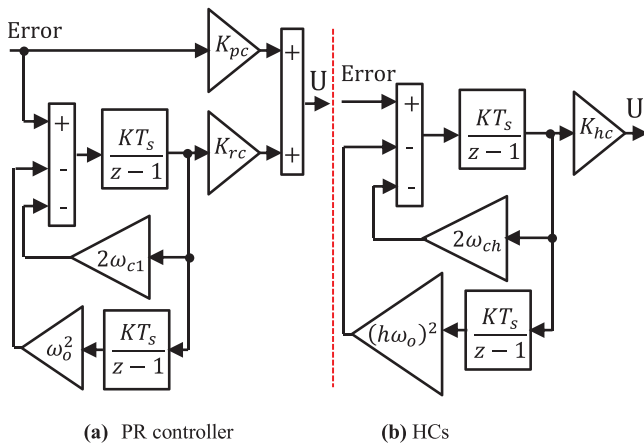 Error
K_pc
+
+
U
+
-
-
KT_s
z − 1
K_rc
2ω_c1
ω_o^2
KT_s
z − 1
Error
+
-
-
KT_s
z − 1
K_hc
U
2ω_ch
(hω_o)^2
KT_s
z − 1
(a) PR controller
(b) HCs